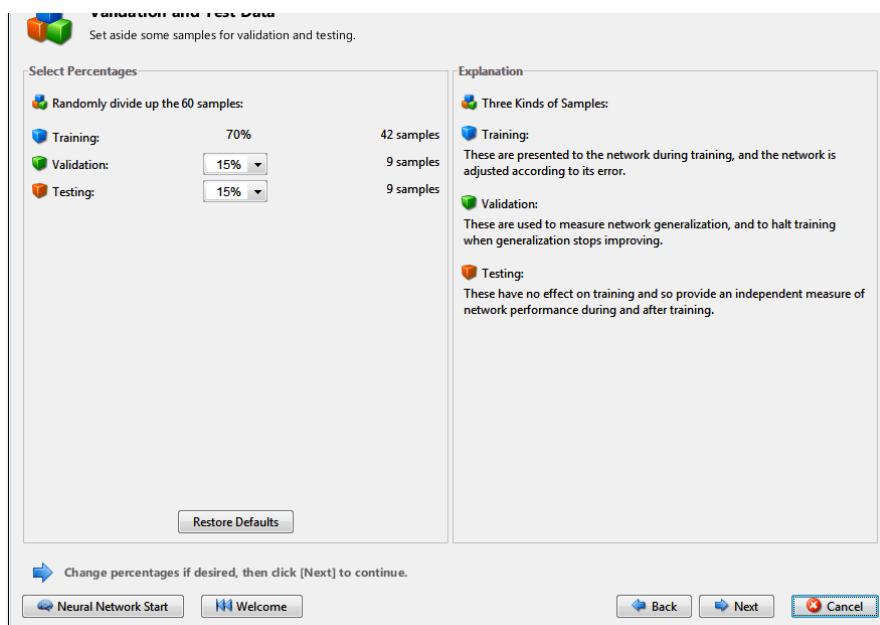 Validation and Test Data
Set aside some samples for validation and testing.
Select Percentages
Randomly divide up the 60 samples:
Training: 70% 42 samples
Validation: 15% 9 samples
Testing: 15% 9 samples
Restore Defaults
Explanation
Three Kinds of Samples:
Training:
These are presented to the network during training, and the network is
adjusted according to its error.
Validation:
These are used to measure network generalization, and to halt training
when generalization stops improving.
Testing:
These have no effect on training and so provide an independent measure of
network performance during and after training.
Change percentages if desired, then click [Next] to continue.
Neural Network Start Welcome Back Next Cancel